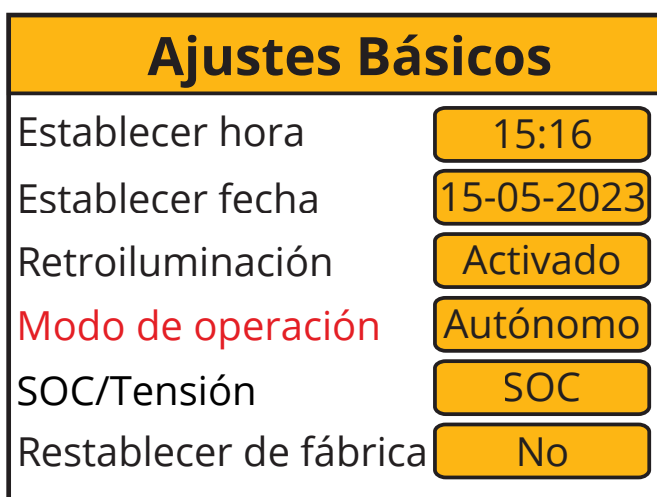 Ajustes Básicos
Establecer hora 15:16
Establecer fecha 15-05-2023
Retroiluminación Activado
Modo de operación Autónomo
SOC/Tensión SOC
Restablecer de fábrica No